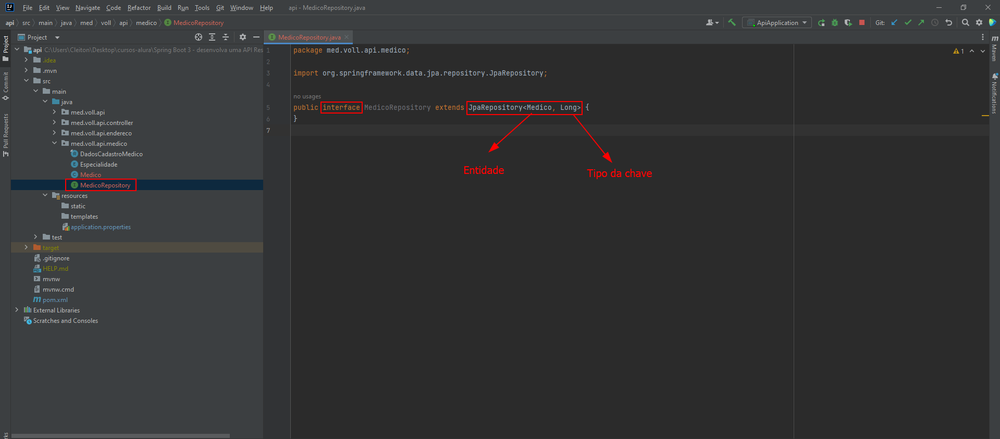 File Edit View Navigate Code Refactor Build Run Tools Git Window Help api - MedicoRepository.java
api src main java med voll api medico MedicoRepository ApiApplication Git:
Project
MedicoRepository.java
api C:\Users\Cleiton\Desktop\cursos-alura\Spring Boot 3 - desenvolva uma API Res
.idea
.mvn
src
main
java
med.voll.api
med.voll.api.controller
med.voll.api.endereco
med.voll.api.medico
DadosCadastroMedico
Especialidade
Medico
MedicoRepository
resources
static
templates
application.properties
test
target
.gitignore
HELP.md
mvnw
mvnw.cmd
pom.xml
External Libraries
Scratches and Consoles
Project
Commit
Pull Requests
rks
1 package med.voll.api.medico;
2
3 import org.springframework.data.jpa.repository.JpaRepository;
4
no usages
5 public interface MedicoRepository extends JpaRepository<Medico, Long> {
6 }
7
Entidade
Tipo da chave
1
Maven
Notifications